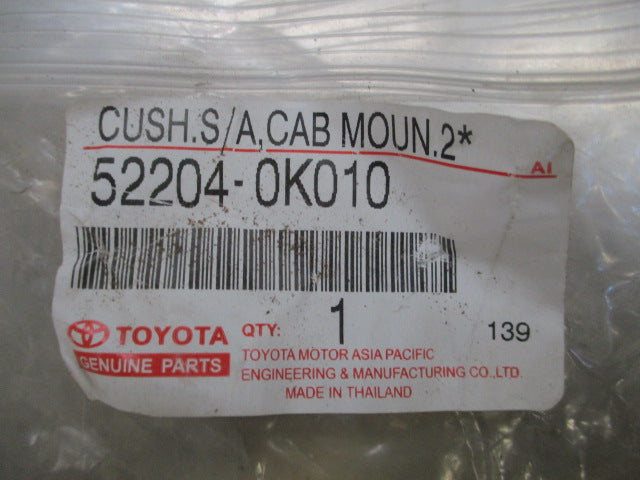 CUSH.S/A,CAB MOUN.2*
A1
52204-0K010
TOYOTA
GENUINE PARTS
QTY: 1 139
TOYOTA MOTOR ASIA PACIFIC
ENGINEERING & MANUFACTURING CO.,LTD.
MADE IN THAILAND